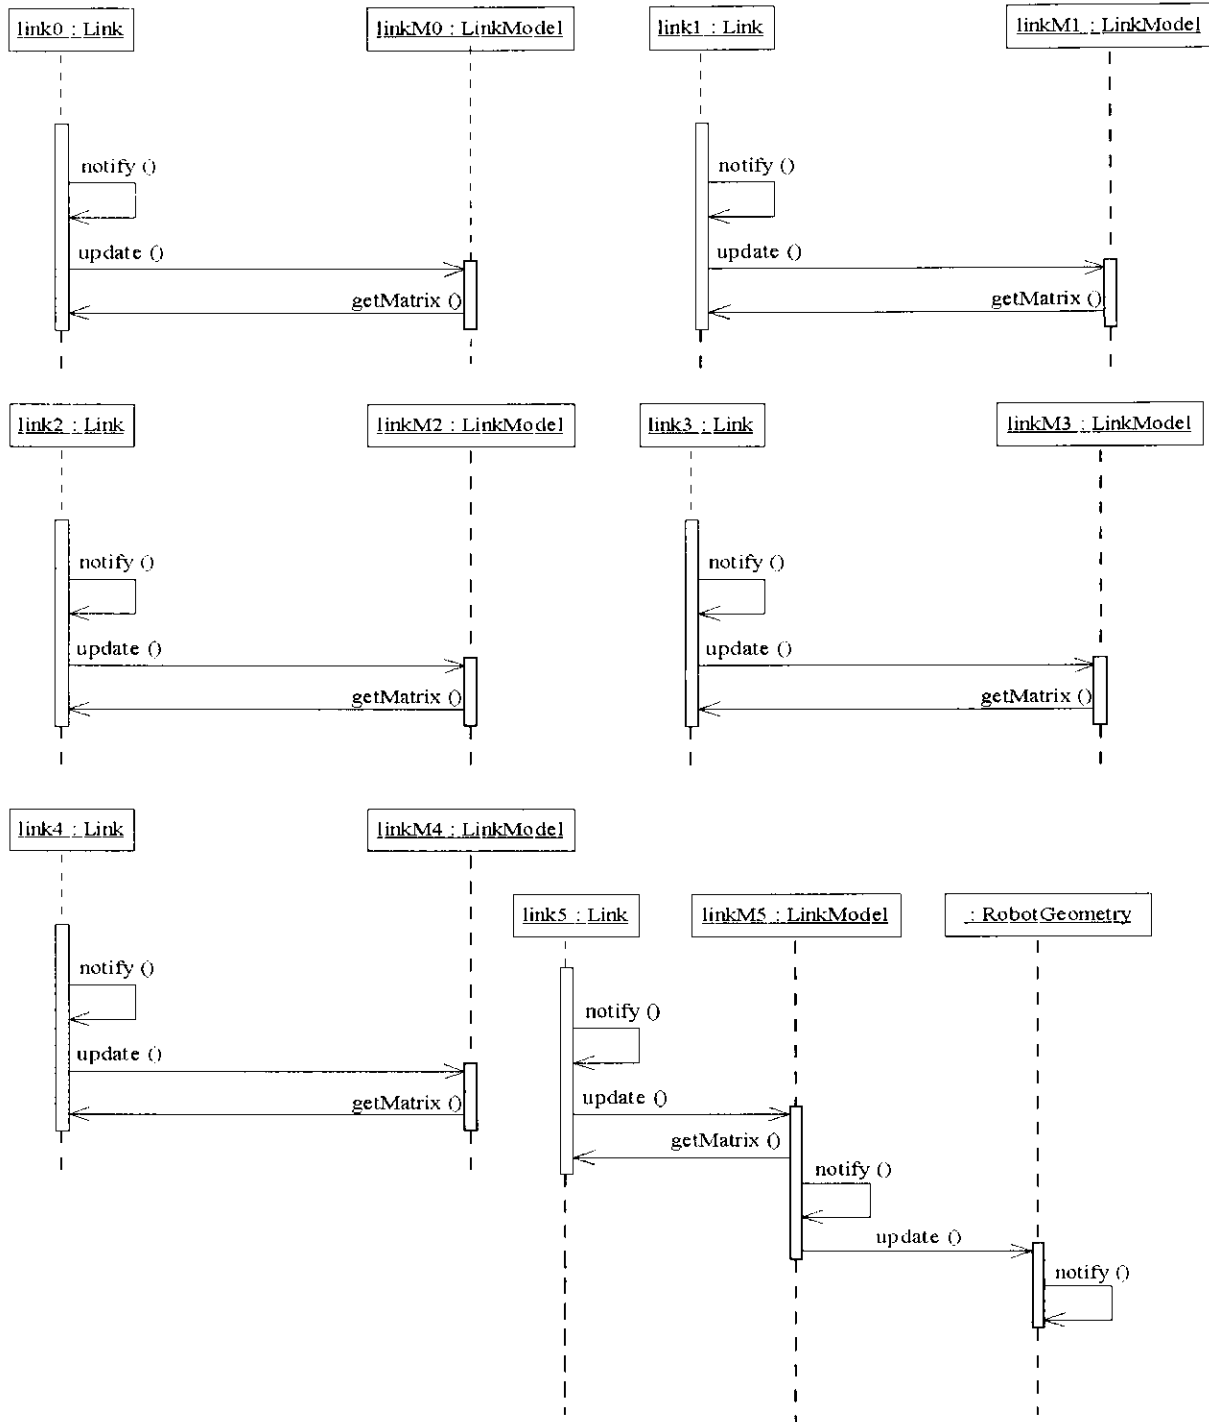 link0 : Link
linkM0 : LinkModel
link1 : Link
linkM1 : LinkModel
notify ()
update ()
getMatrix ()
notify ()
update ()
getMatrix ()
link2 : Link
linkM2 : LinkModel
link3 : Link
linkM3 : LinkModel
notify ()
update ()
getMatrix ()
notify ()
update ()
getMatrix ()
link4 : Link
linkM4 : LinkModel
notify ()
update ()
getMatrix ()
link5 : Link
linkM5 : LinkModel
: RobotGeometry
notify ()
update ()
getMatrix ()
notify ()
update ()
notify ()